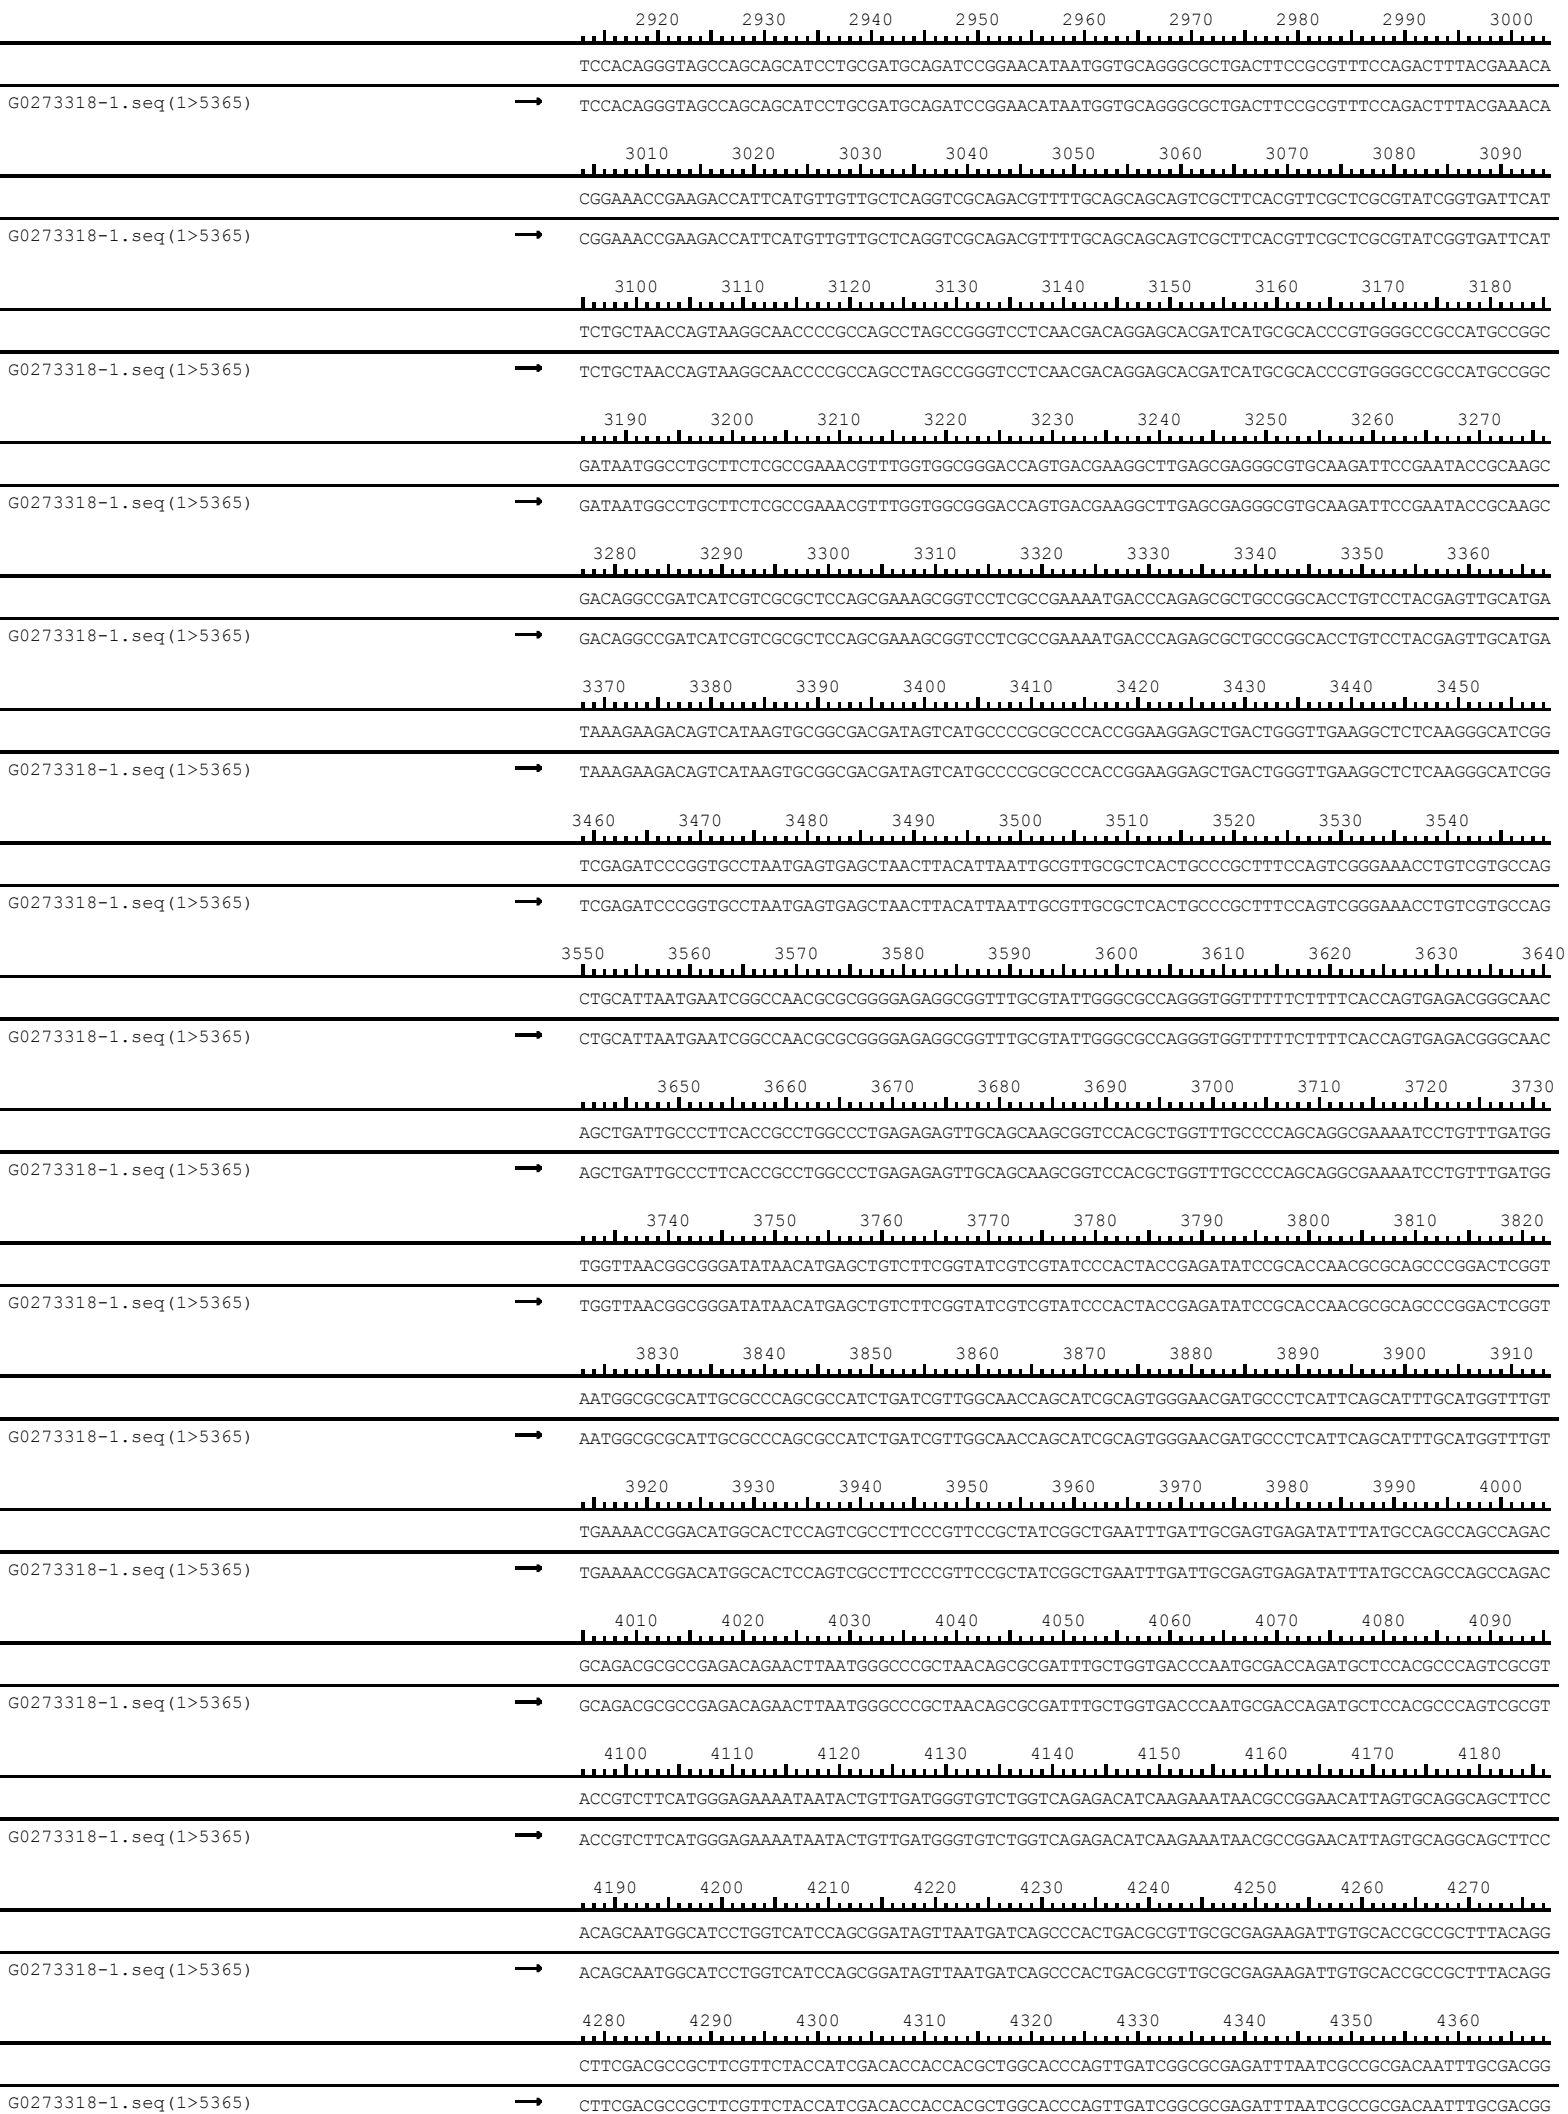 2920 2930 2940 2950 2960 2970 2980 2990 3000
TCCACAGGGTAGCCAGCAGCATCCTGCGATGCAGATCCGGAACATAATGGTGCAGGGCGCTGACTTCCGCGTTTCCAGACTTTACGAAACA
G0273318-1.seq(1>5365) → TCCACAGGGTAGCCAGCAGCATCCTGCGATGCAGATCCGGAACATAATGGTGCAGGGCGCTGACTTCCGCGTTTCCAGACTTTACGAAACA
3010 3020 3030 3040 3050 3060 3070 3080 3090
CGGAAACCGAAGACCATTCATGTTGTTGCTCAGGTCGCAGACGTTTTGCAGCAGCAGTCGCTTCACGTTCGCTCGCGTATCGGTGATTCAT
G0273318-1.seq(1>5365) → CGGAAACCGAAGACCATTCATGTTGTTGCTCAGGTCGCAGACGTTTTGCAGCAGCAGTCGCTTCACGTTCGCTCGCGTATCGGTGATTCAT
3100 3110 3120 3130 3140 3150 3160 3170 3180
TCTGCTAACCAGTAAGGCAACCCCGCCAGCCTAGCCGGGTCCTCAACGACAGGAGCACGATCATGCGCACCCGTGGGGCCGCCATGCCGGC
G0273318-1.seq(1>5365) → TCTGCTAACCAGTAAGGCAACCCCGCCAGCCTAGCCGGGTCCTCAACGACAGGAGCACGATCATGCGCACCCGTGGGGCCGCCATGCCGGC
3190 3200 3210 3220 3230 3240 3250 3260 3270
GATAATGGCCTGCTTCTCGCCGAAACGTTTGGTGGCGGGACCAGTGACGAAGGCTTGAGCGAGGGCGTGCAAGATTCCGAATACCGCAAGC
G0273318-1.seq(1>5365) → GATAATGGCCTGCTTCTCGCCGAAACGTTTGGTGGCGGGACCAGTGACGAAGGCTTGAGCGAGGGCGTGCAAGATTCCGAATACCGCAAGC
3280 3290 3300 3310 3320 3330 3340 3350 3360
GACAGGCCGATCATCGTCGCGCTCCAGCGAAAGCGGTCCTCGCCGAAAATGACCCAGAGCGCTGCCGGCACCTGTCCTACGAGTTGCATGA
G0273318-1.seq(1>5365) → GACAGGCCGATCATCGTCGCGCTCCAGCGAAAGCGGTCCTCGCCGAAAATGACCCAGAGCGCTGCCGGCACCTGTCCTACGAGTTGCATGA
3370 3380 3390 3400 3410 3420 3430 3440 3450
TAAAGAAGACAGTCATAAGTGCGGCGACGATAGTCATGCCCCGCGCCCACCGGAAGGAGCTGACTGGGTTGAAGGCTCTCAAGGGCATCGG
G0273318-1.seq(1>5365) → TAAAGAAGACAGTCATAAGTGCGGCGACGATAGTCATGCCCCGCGCCCACCGGAAGGAGCTGACTGGGTTGAAGGCTCTCAAGGGCATCGG
3460 3470 3480 3490 3500 3510 3520 3530 3540
TCGAGATCCCGGTGCCTAATGAGTGAGCTAACTTACATTAATTGCGTTGCGCTCACTGCCCGCTTTCCAGTCGGGAAACCTGTCGTGCCAG
G0273318-1.seq(1>5365) → TCGAGATCCCGGTGCCTAATGAGTGAGCTAACTTACATTAATTGCGTTGCGCTCACTGCCCGCTTTCCAGTCGGGAAACCTGTCGTGCCAG
3550 3560 3570 3580 3590 3600 3610 3620 3630 3640
CTGCATTAATGAATCGGCCAACGCGCGGGGAGAGGCGGTTTGCGTATTGGGCGCCAGGGTGGTTTTTCTTTTCACCAGTGAGACGGGCAAC
G0273318-1.seq(1>5365) → CTGCATTAATGAATCGGCCAACGCGCGGGGAGAGGCGGTTTGCGTATTGGGCGCCAGGGTGGTTTTTCTTTTCACCAGTGAGACGGGCAAC
3650 3660 3670 3680 3690 3700 3710 3720 3730
AGCTGATTGCCCTTCACCGCCTGGCCCTGAGAGAGTTGCAGCAAGCGGTCCACGCTGGTTTGCCCCAGCAGGCGAAAATCCTGTTTGATGG
G0273318-1.seq(1>5365) → AGCTGATTGCCCTTCACCGCCTGGCCCTGAGAGAGTTGCAGCAAGCGGTCCACGCTGGTTTGCCCCAGCAGGCGAAAATCCTGTTTGATGG
3740 3750 3760 3770 3780 3790 3800 3810 3820
TGGTTAACGGCGGGATATAACATGAGCTGTCTTCGGTATCGTCGTATCCCACTACCGAGATATCCGCACCAACGCGCAGCCCGGACTCGGT
G0273318-1.seq(1>5365) → TGGTTAACGGCGGGATATAACATGAGCTGTCTTCGGTATCGTCGTATCCCACTACCGAGATATCCGCACCAACGCGCAGCCCGGACTCGGT
3830 3840 3850 3860 3870 3880 3890 3900 3910
AATGGCGCGCATTGCGCCCAGCGCCATCTGATCGTTGGCAACCAGCATCGCAGTGGGAACGATGCCCTCATTCAGCATTTGCATGGTTTGT
G0273318-1.seq(1>5365) → AATGGCGCGCATTGCGCCCAGCGCCATCTGATCGTTGGCAACCAGCATCGCAGTGGGAACGATGCCCTCATTCAGCATTTGCATGGTTTGT
3920 3930 3940 3950 3960 3970 3980 3990 4000
TGAAAACCGGACATGGCACTCCAGTCGCCTTCCCGTTCCGCTATCGGCTGAATTTGATTGCGAGTGAGATATTTATGCCAGCCAGCCAGAC
G0273318-1.seq(1>5365) → TGAAAACCGGACATGGCACTCCAGTCGCCTTCCCGTTCCGCTATCGGCTGAATTTGATTGCGAGTGAGATATTTATGCCAGCCAGCCAGAC
4010 4020 4030 4040 4050 4060 4070 4080 4090
GCAGACGCGCCGAGACAGAACTTAATGGGCCCGCTAACAGCGCGATTTGCTGGTGACCCAATGCGACCAGATGCTCCACGCCCAGTCGCGT
G0273318-1.seq(1>5365) → GCAGACGCGCCGAGACAGAACTTAATGGGCCCGCTAACAGCGCGATTTGCTGGTGACCCAATGCGACCAGATGCTCCACGCCCAGTCGCGT
4100 4110 4120 4130 4140 4150 4160 4170 4180
ACCGTCTTCATGGGAGAAAATAATACTGTTGATGGGTGTCTGGTCAGAGACATCAAGAAATAACGCCGGAACATTAGTGCAGGCAGCTTCC
G0273318-1.seq(1>5365) → ACCGTCTTCATGGGAGAAAATAATACTGTTGATGGGTGTCTGGTCAGAGACATCAAGAAATAACGCCGGAACATTAGTGCAGGCAGCTTCC
4190 4200 4210 4220 4230 4240 4250 4260 4270
ACAGCAATGGCATCCTGGTCATCCAGCGGATAGTTAATGATCAGCCCACTGACGCGTTGCGCGAGAAGATTGTGCACCGCCGCTTTACAGG
G0273318-1.seq(1>5365) → ACAGCAATGGCATCCTGGTCATCCAGCGGATAGTTAATGATCAGCCCACTGACGCGTTGCGCGAGAAGATTGTGCACCGCCGCTTTACAGG
4280 4290 4300 4310 4320 4330 4340 4350 4360
CTTCGACGCCGCTTCGTTCTACCATCGACACCACCACGCTGGCACCCAGTTGATCGGCGCGAGATTTAATCGCCGCGACAATTTGCGACGG
G0273318-1.seq(1>5365) → CTTCGACGCCGCTTCGTTCTACCATCGACACCACCACGCTGGCACCCAGTTGATCGGCGCGAGATTTAATCGCCGCGACAATTTGCGACGG